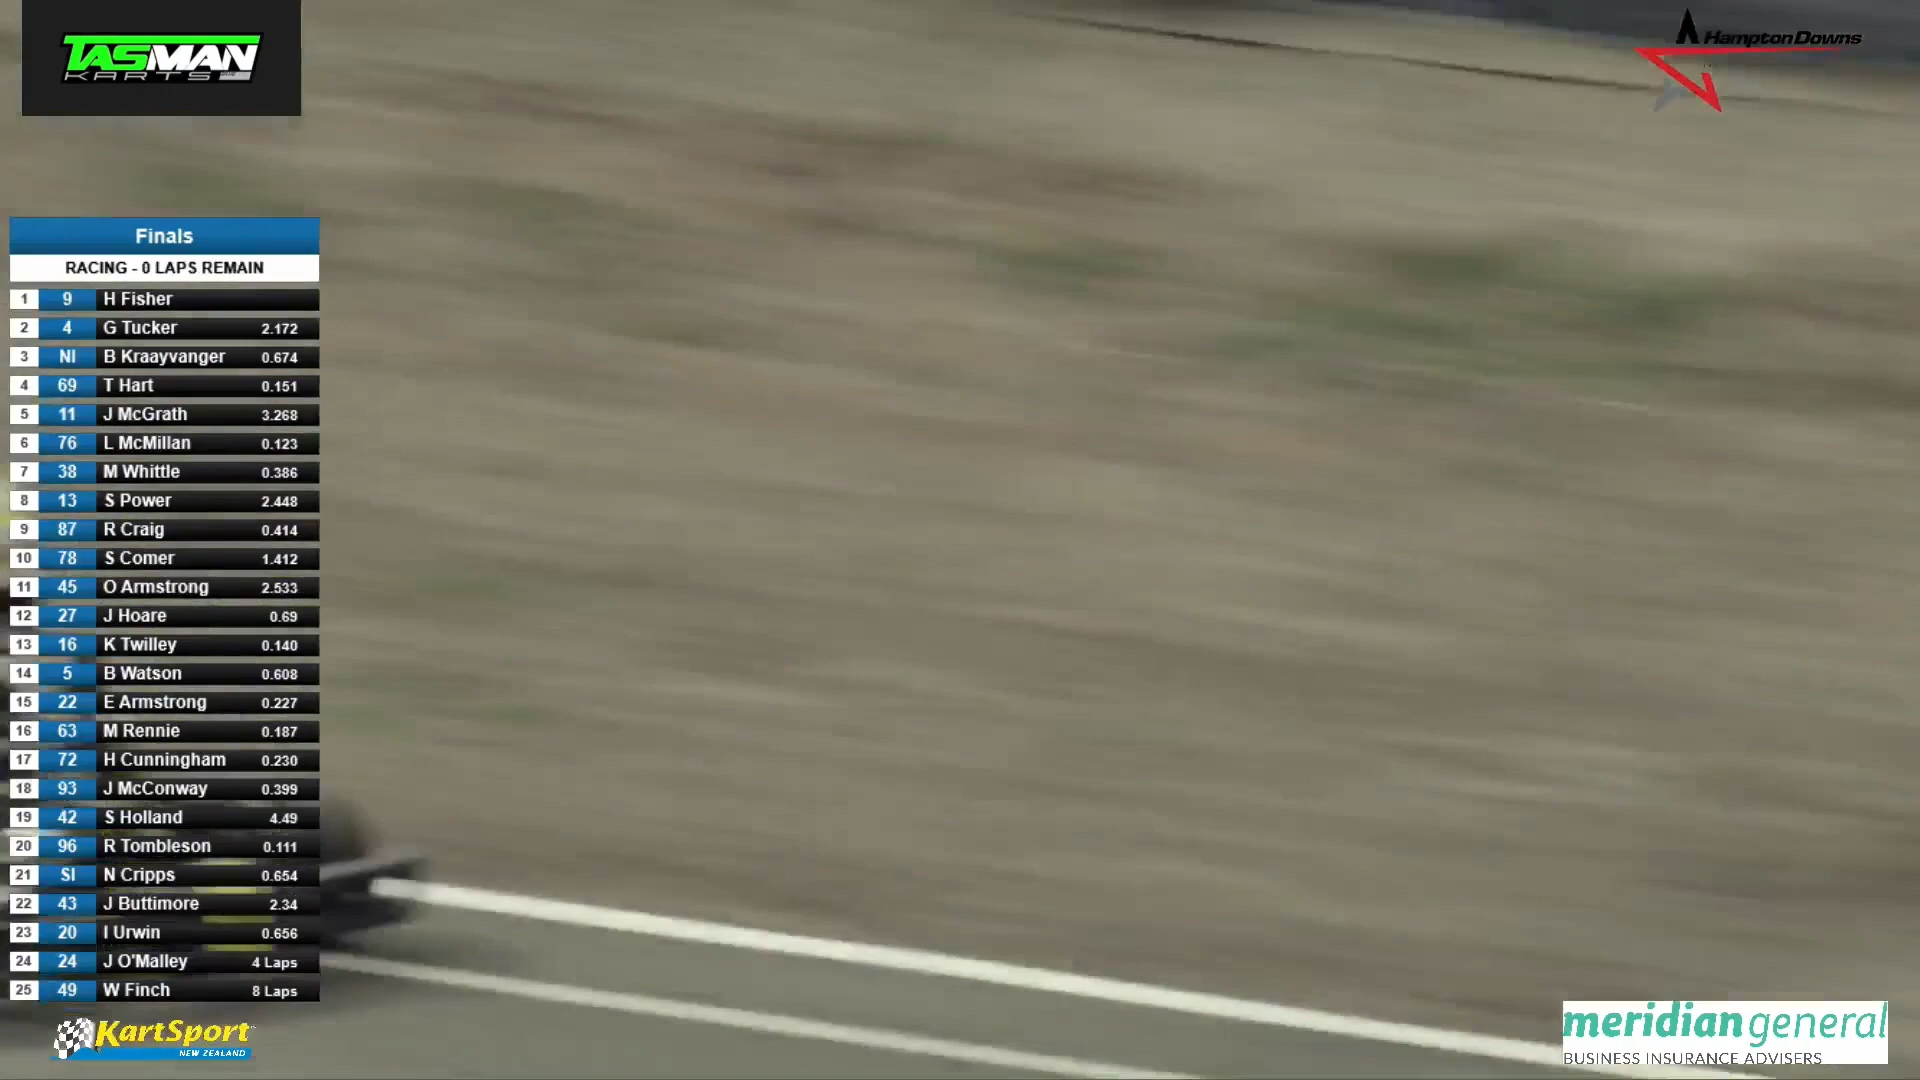 TASMAN
KARTS
Hampton Downs
Finals
RACING - 0 LAPS REMAIN
1 9 H Fisher
2 4 G Tucker 2.172
3 NI B Kraayvanger 0.674
4 69 T Hart 0.151
5 11 J McGrath 3.268
6 76 L McMillan 0.123
7 38 M Whittle 0.386
8 13 S Power 2.448
9 87 R Craig 0.414
10 78 S Comer 1.412
11 45 O Armstrong 2.533
12 27 J Hoare 0.69
13 16 K Twilley 0.140
14 5 B Watson 0.608
15 22 E Armstrong 0.227
16 63 M Rennie 0.187
17 72 H Cunningham 0.230
18 93 J McConway 0.399
19 42 S Holland 4.49
20 96 R Tombleson 0.111
21 SI N Cripps 0.654
22 43 J Buttimore 2.34
23 20 I Urwin 0.656
24 24 J O'Malley 4 Laps
25 49 W Finch 8 Laps
KartSport
NEW ZEALAND
meridian general
BUSINESS INSURANCE ADVISERS